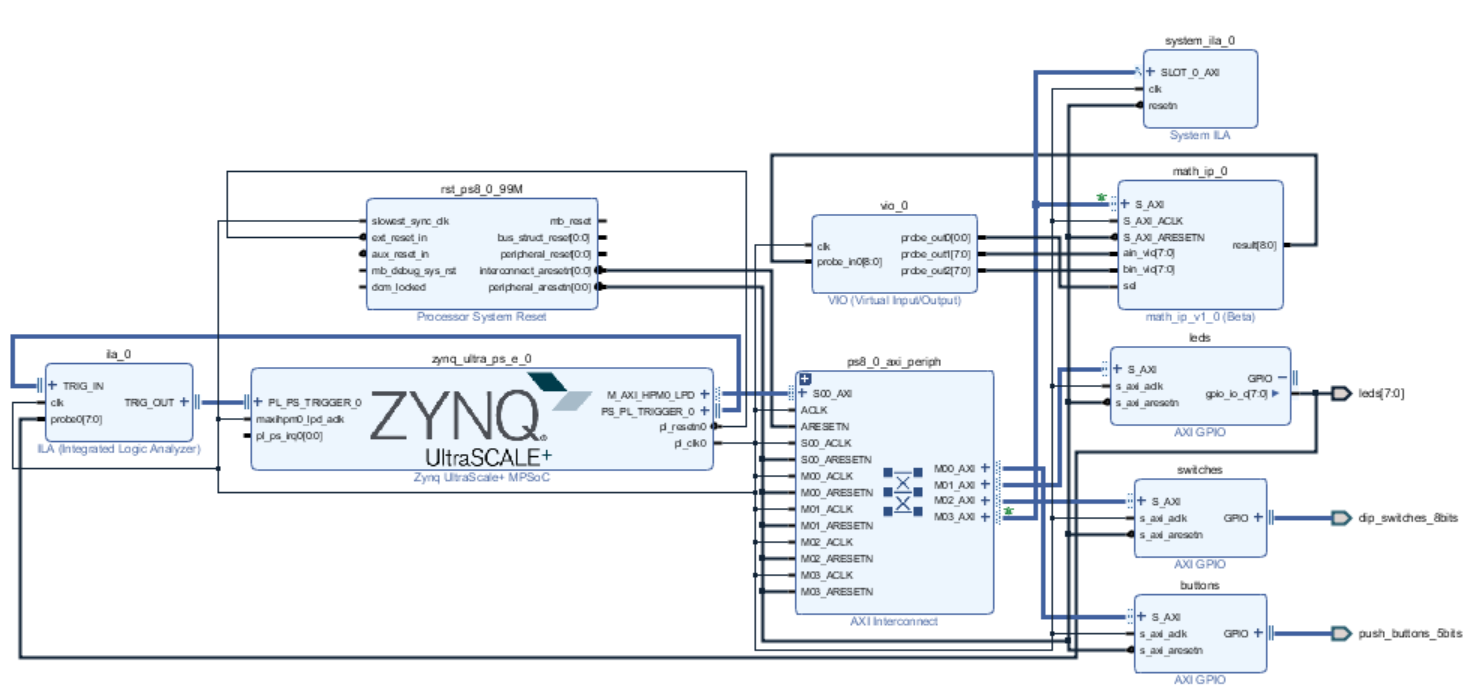 system_ila_0
SLOT_0_AXI
clk
resetn
System ILA
rst_ps8_0_99M
slowest_sync_clk
ext_reset_in
aux_reset_in
mb_debug_sys_rst
dcm_locked
mb_reset
bus_struct_reset[0:0]
peripheral_reset[0:0]
interconnect_aresetn[0:0]
peripheral_aresetn[0:0]
Processor System Reset
vio_0
clk
probe_in0[8:0]
probe_out0[0:0]
probe_out1[7:0]
probe_out2[7:0]
VIO (Virtual Input/Output)
math_ip_0
S_AXI
S_AXI_ACLK
S_AXI_ARESETN
ain_vio[7:0]
bin_vio[7:0]
sel
result[8:0]
math_ip_v1_0 (Beta)
ila_0
TRIG_IN
clk
probe0[7:0]
TRIG_OUT
ILA (Integrated Logic Analyzer)
zynq_ultra_ps_e_0
PL_PS_TRIGGER_0
maxihpm0_lpd_aclk
pl_ps_irq0[0:0]
ZYNQ
UltraSCALE+
M_AXI_HPM0_LPD
PS_PL_TRIGGER_0
pl_resetn0
pl_clk0
Zynq UltraScale+ MPSoC
ps8_0_axi_periph
S00_AXI
ACLK
ARESETN
S00_ACLK
S00_ARESETN
M00_ACLK
M00_ARESETN
M01_ACLK
M01_ARESETN
M02_ACLK
M02_ARESETN
M03_ACLK
M03_ARESETN
M00_AXI
M01_AXI
M02_AXI
M03_AXI
AXI Interconnect
leds
S_AXI
s_axi_aclk
s_axi_aresetn
GPIO
gpio_io_o[7:0]
AXI GPIO
leds[7:0]
switches
S_AXI
s_axi_aclk
s_axi_aresetn
GPIO
AXI GPIO
dip_switches_8bits
buttons
S_AXI
s_axi_aclk
s_axi_aresetn
GPIO
AXI GPIO
push_buttons_5bits